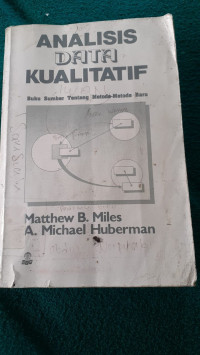 ANALISIS
DATA
KUALITATIF
Buku Sumber Tentang Metode-Metode Baru
Matthew B. Miles
A. Michael Huberman